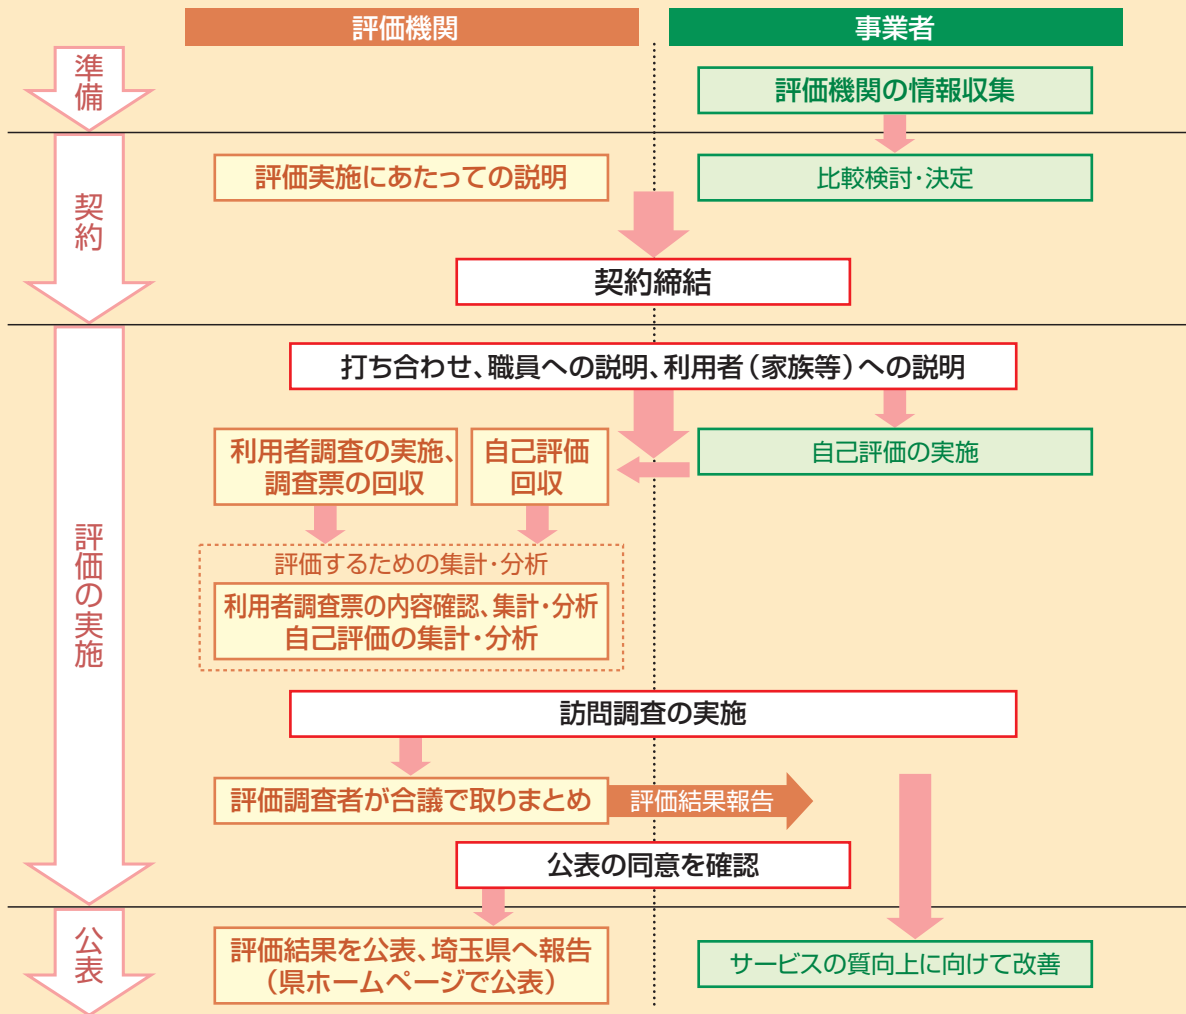 評価機関
事業者
準備
評価機関の情報収集
契約
評価実施にあたっての説明
比較検討・決定
契約締結
評価の実施
打ち合わせ、職員への説明、利用者（家族等）への説明
利用者調査の実施、
調査票の回収
自己評価
回収
自己評価の実施
評価するための集計・分析
利用者調査票の内容確認、集計・分析
自己評価の集計・分析
訪問調査の実施
評価調査者が合議で取りまとめ
評価結果報告
公表の同意を確認
公表
評価結果を公表、埼玉県へ報告
（県ホームページで公表）
サービスの質向上に向けて改善